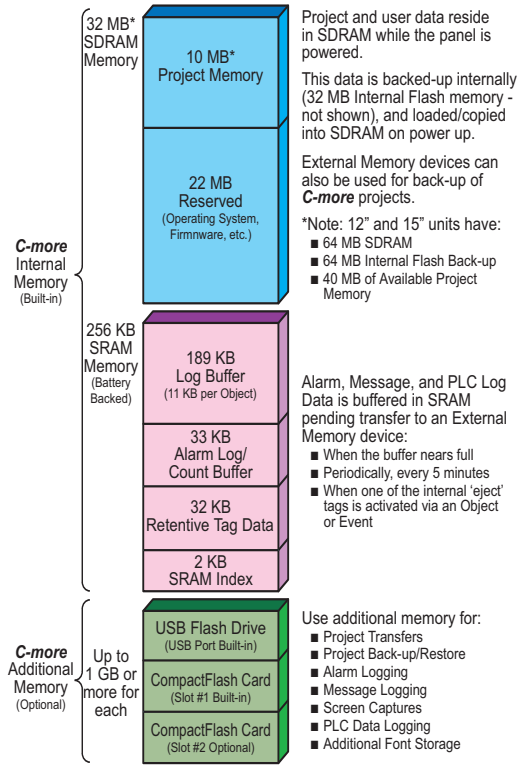 32 MB*
SDRAM
Memory
10 MB*
Project Memory
22 MB
Reserved
(Operating System,
Firmnware, etc.)
Project and user data reside
in SDRAM while the panel is
powered.
This data is backed-up internally
(32 MB Internal Flash memory -
not shown), and loaded/copied
into SDRAM on power up.
External Memory devices can
also be used for back-up of
C-more projects.
*Note: 12” and 15” units have:
■ 64 MB SDRAM
■ 64 MB Internal Flash Back-up
■ 40 MB of Available Project
Memory
C-more
Internal
Memory
(Built-in)
256 KB
SRAM
Memory
(Battery
Backed)
189 KB
Log Buffer
(11 KB per Object)
33 KB
Alarm Log/
Count Buffer
32 KB
Retentive Tag Data
2 KB
SRAM Index
Alarm, Message, and PLC Log
Data is buffered in SRAM
pending transfer to an External
Memory device:
■ When the buffer nears full
■ Periodically, every 5 minutes
■ When one of the internal ‘eject’
tags is activated via an Object
or Event
C-more
Additional
Memory
(Optional)
Up to
1 GB or
more for
each
USB Flash Drive
(USB Port Built-in)
CompactFlash Card
(Slot #1 Built-in)
CompactFlash Card
(Slot #2 Optional)
Use additional memory for:
■ Project Transfers
■ Project Back-up/Restore
■ Alarm Logging
■ Message Logging
■ Screen Captures
■ PLC Data Logging
■ Additional Font Storage